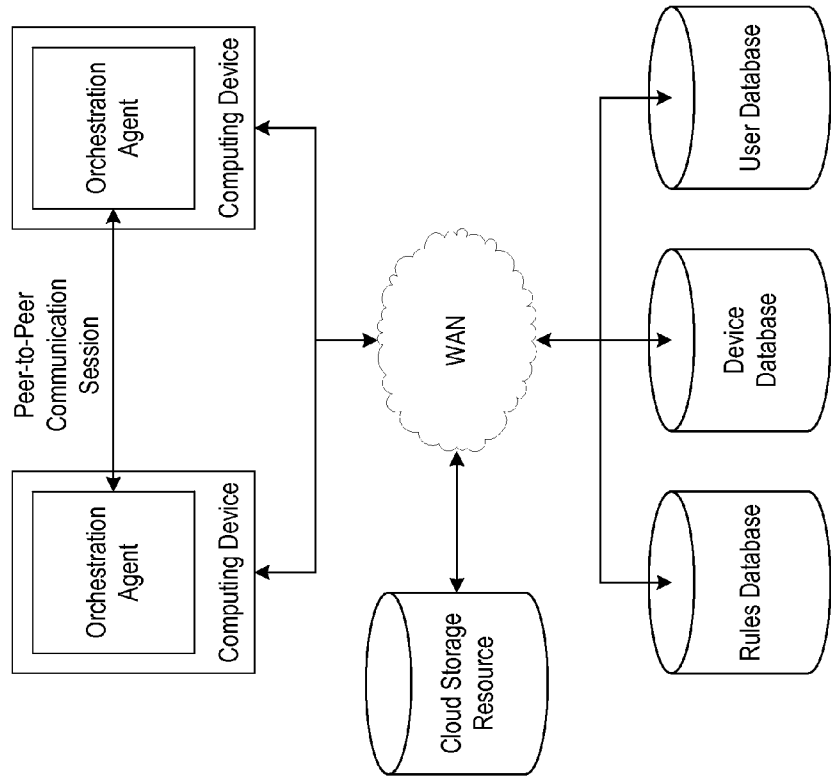 Peer-to-Peer
Communication
Session
Orchestration
Agent
Computing Device
Orchestration
Agent
Computing Device
Cloud Storage
Resource
WAN
Rules Database
Device
Database
User Database